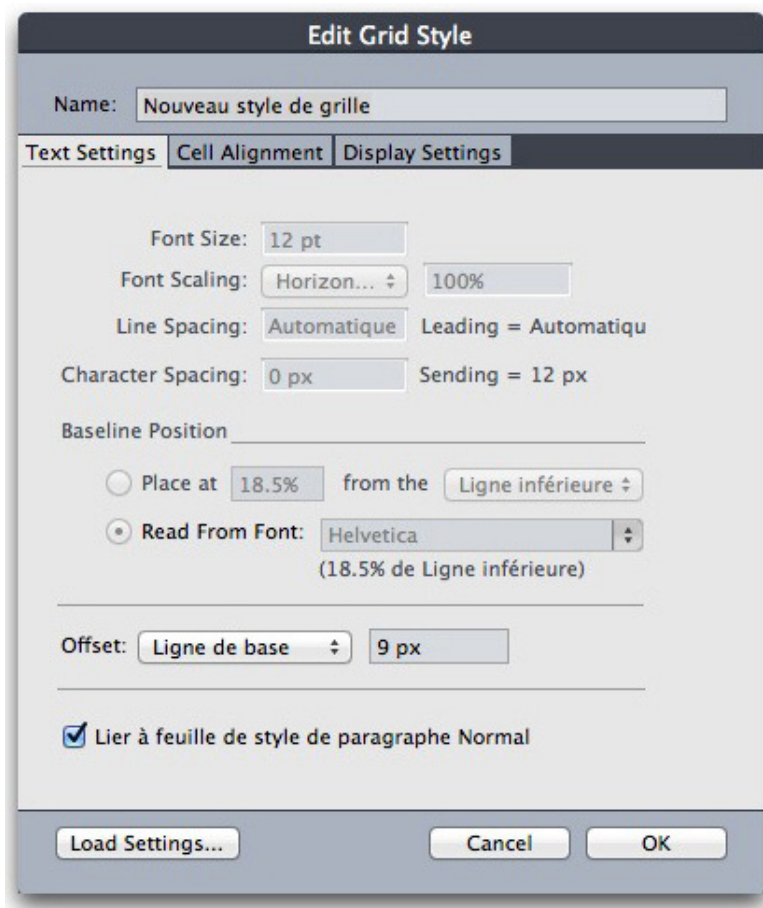 Edit Grid Style
Name: Nouveau style de grille
Text Settings Cell Alignment Display Settings
Font Size: 12 pt
Font Scaling: Horizon... 100%
Line Spacing: Automatique Leading = Automatiqu
Character Spacing: 0 px Sending = 12 px
Baseline Position
Place at 18.5% from the Ligne inférieure
Read From Font: Helvetica
(18.5% de Ligne inférieure)
Offset: Ligne de base 9 px
Lier à feuille de style de paragraphe Normal
Load Settings... Cancel OK